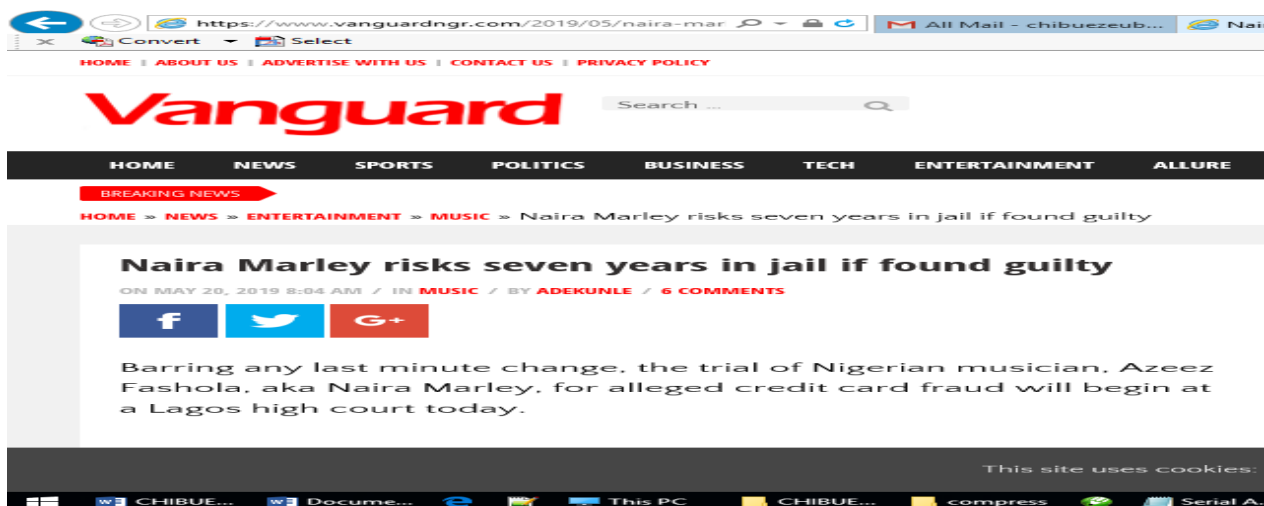 https://www.vanguardngr.com/2019/05/naira-mar
All Mail - chibuezeub...
Nai
Convert Select
HOME | ABOUT US | ADVERTISE WITH US | CONTACT US | PRIVACY POLICY
Vanguard
Search ...
HOME NEWS SPORTS POLITICS BUSINESS TECH ENTERTAINMENT ALLURE
BREAKING NEWS
HOME » NEWS » ENTERTAINMENT » MUSIC » Naira Marley risks seven years in jail if found guilty
Naira Marley risks seven years in jail if found guilty
ON MAY 20, 2019 8:04 AM / IN MUSIC / BY ADEKUNLE / 6 COMMENTS
f G+
Barring any last minute change, the trial of Nigerian musician, Azeez
Fashola, aka Naira Marley, for alleged credit card fraud will begin at
a Lagos high court today.
This site uses cookies:
CHIBUE... Docume... This PC CHIBUE... compress Serial A...